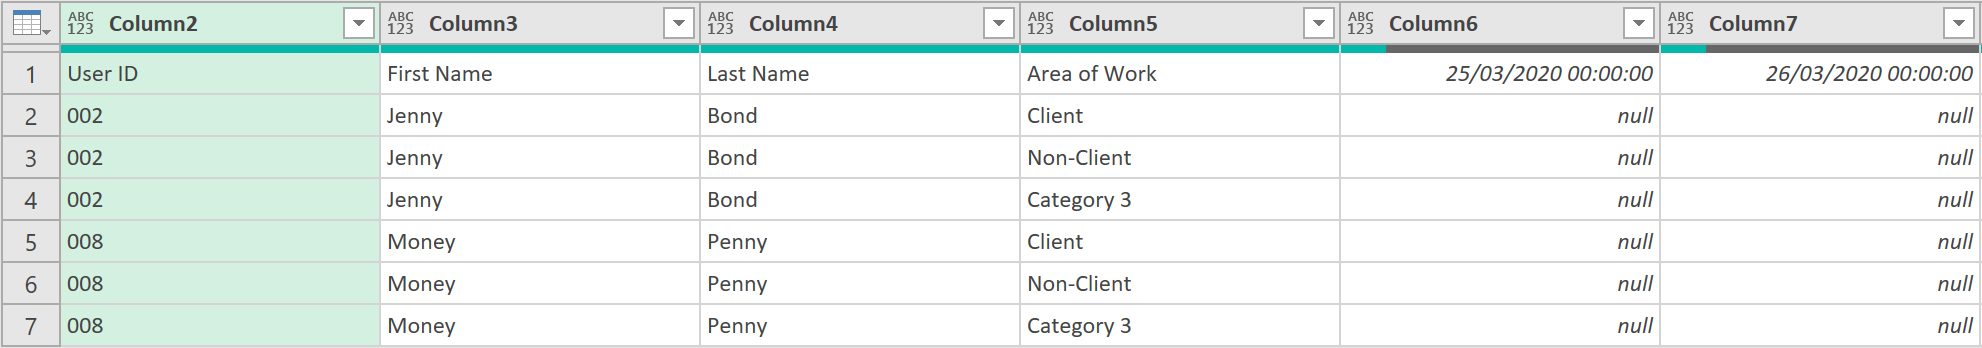 ABC 123 Column2 ABC 123 Column3 ABC 123 Column4 ABC 123 Column5 ABC 123 Column6 ABC 123 Column7
1 User ID First Name Last Name Area of Work 25/03/2020 00:00:00 26/03/2020 00:00:00
2 002 Jenny Bond Client null null
3 002 Jenny Bond Non-Client null null
4 002 Jenny Bond Category 3 null null
5 008 Money Penny Client null null
6 008 Money Penny Non-Client null null
7 008 Money Penny Category 3 null null